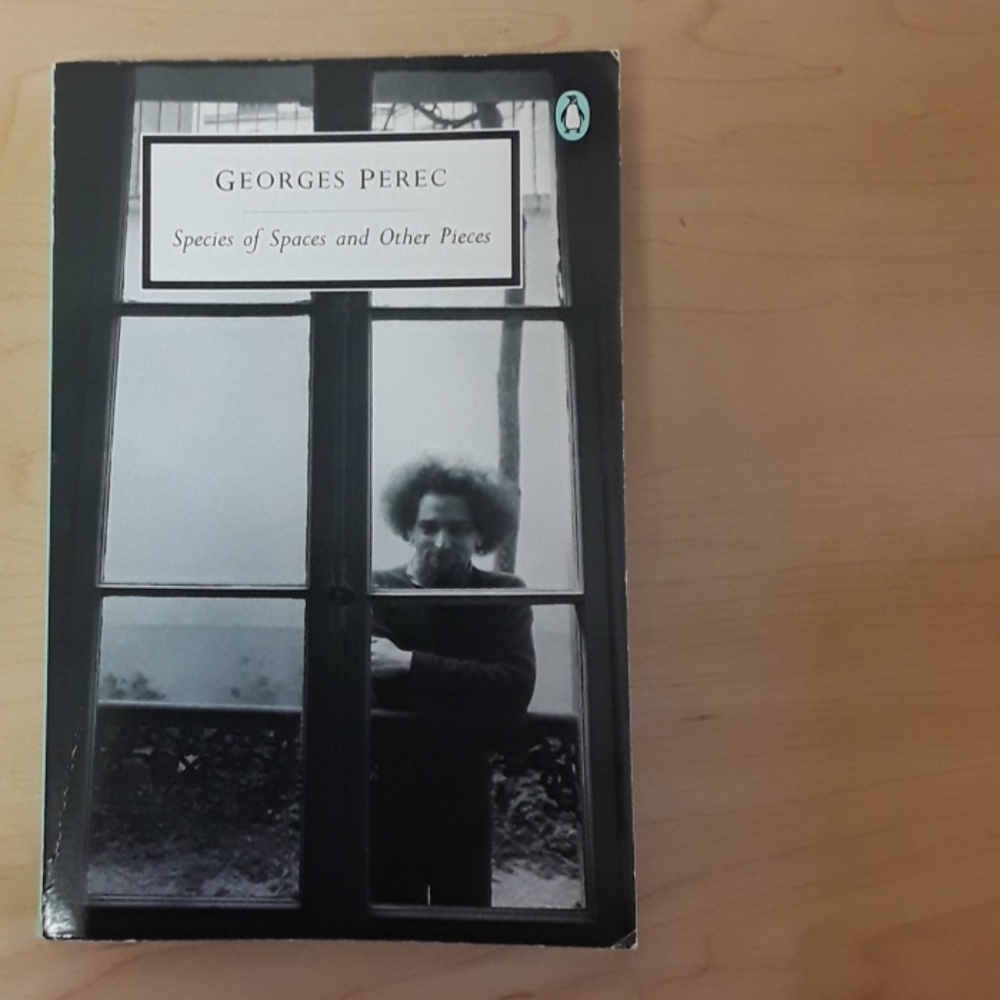 GEORGES PEREC
Species of Spaces and Other Pieces